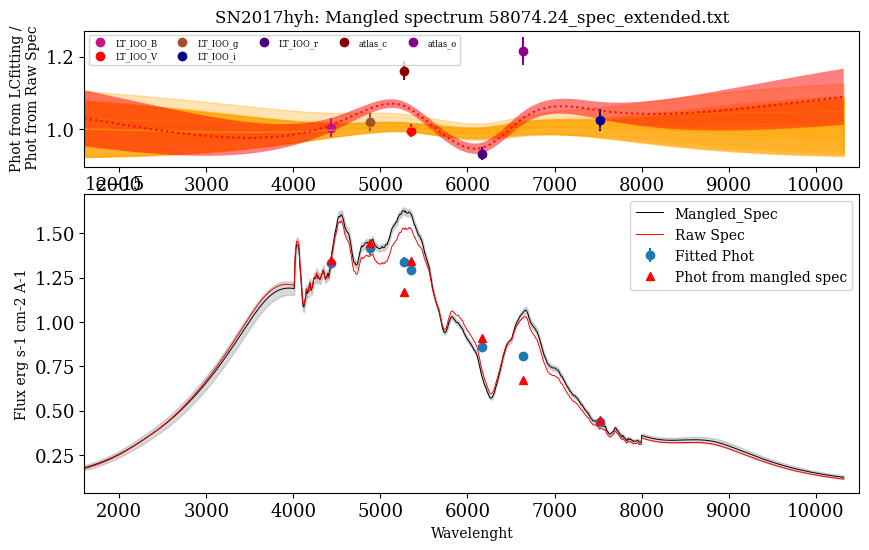 SN2017hyh: Mangled spectrum 58074.24_spec_extended.txt
Phot from LCfitting /
Phot from Raw Spec
1.2
1.0
LT_IOO_B
LT_IOO_V
LT_IOO_g
LT_IOO_i
LT_IOO_r
atlas_c
atlas_o
2000 3000 4000 5000 6000 7000 8000 9000 10000
1e−15
Flux erg s-1 cm-2 A-1
1.50
1.25
1.00
0.75
0.50
0.25
Mangled_Spec
Raw Spec
Fitted Phot
Phot from mangled spec
2000 3000 4000 5000 6000 7000 8000 9000 10000
Wavelenght